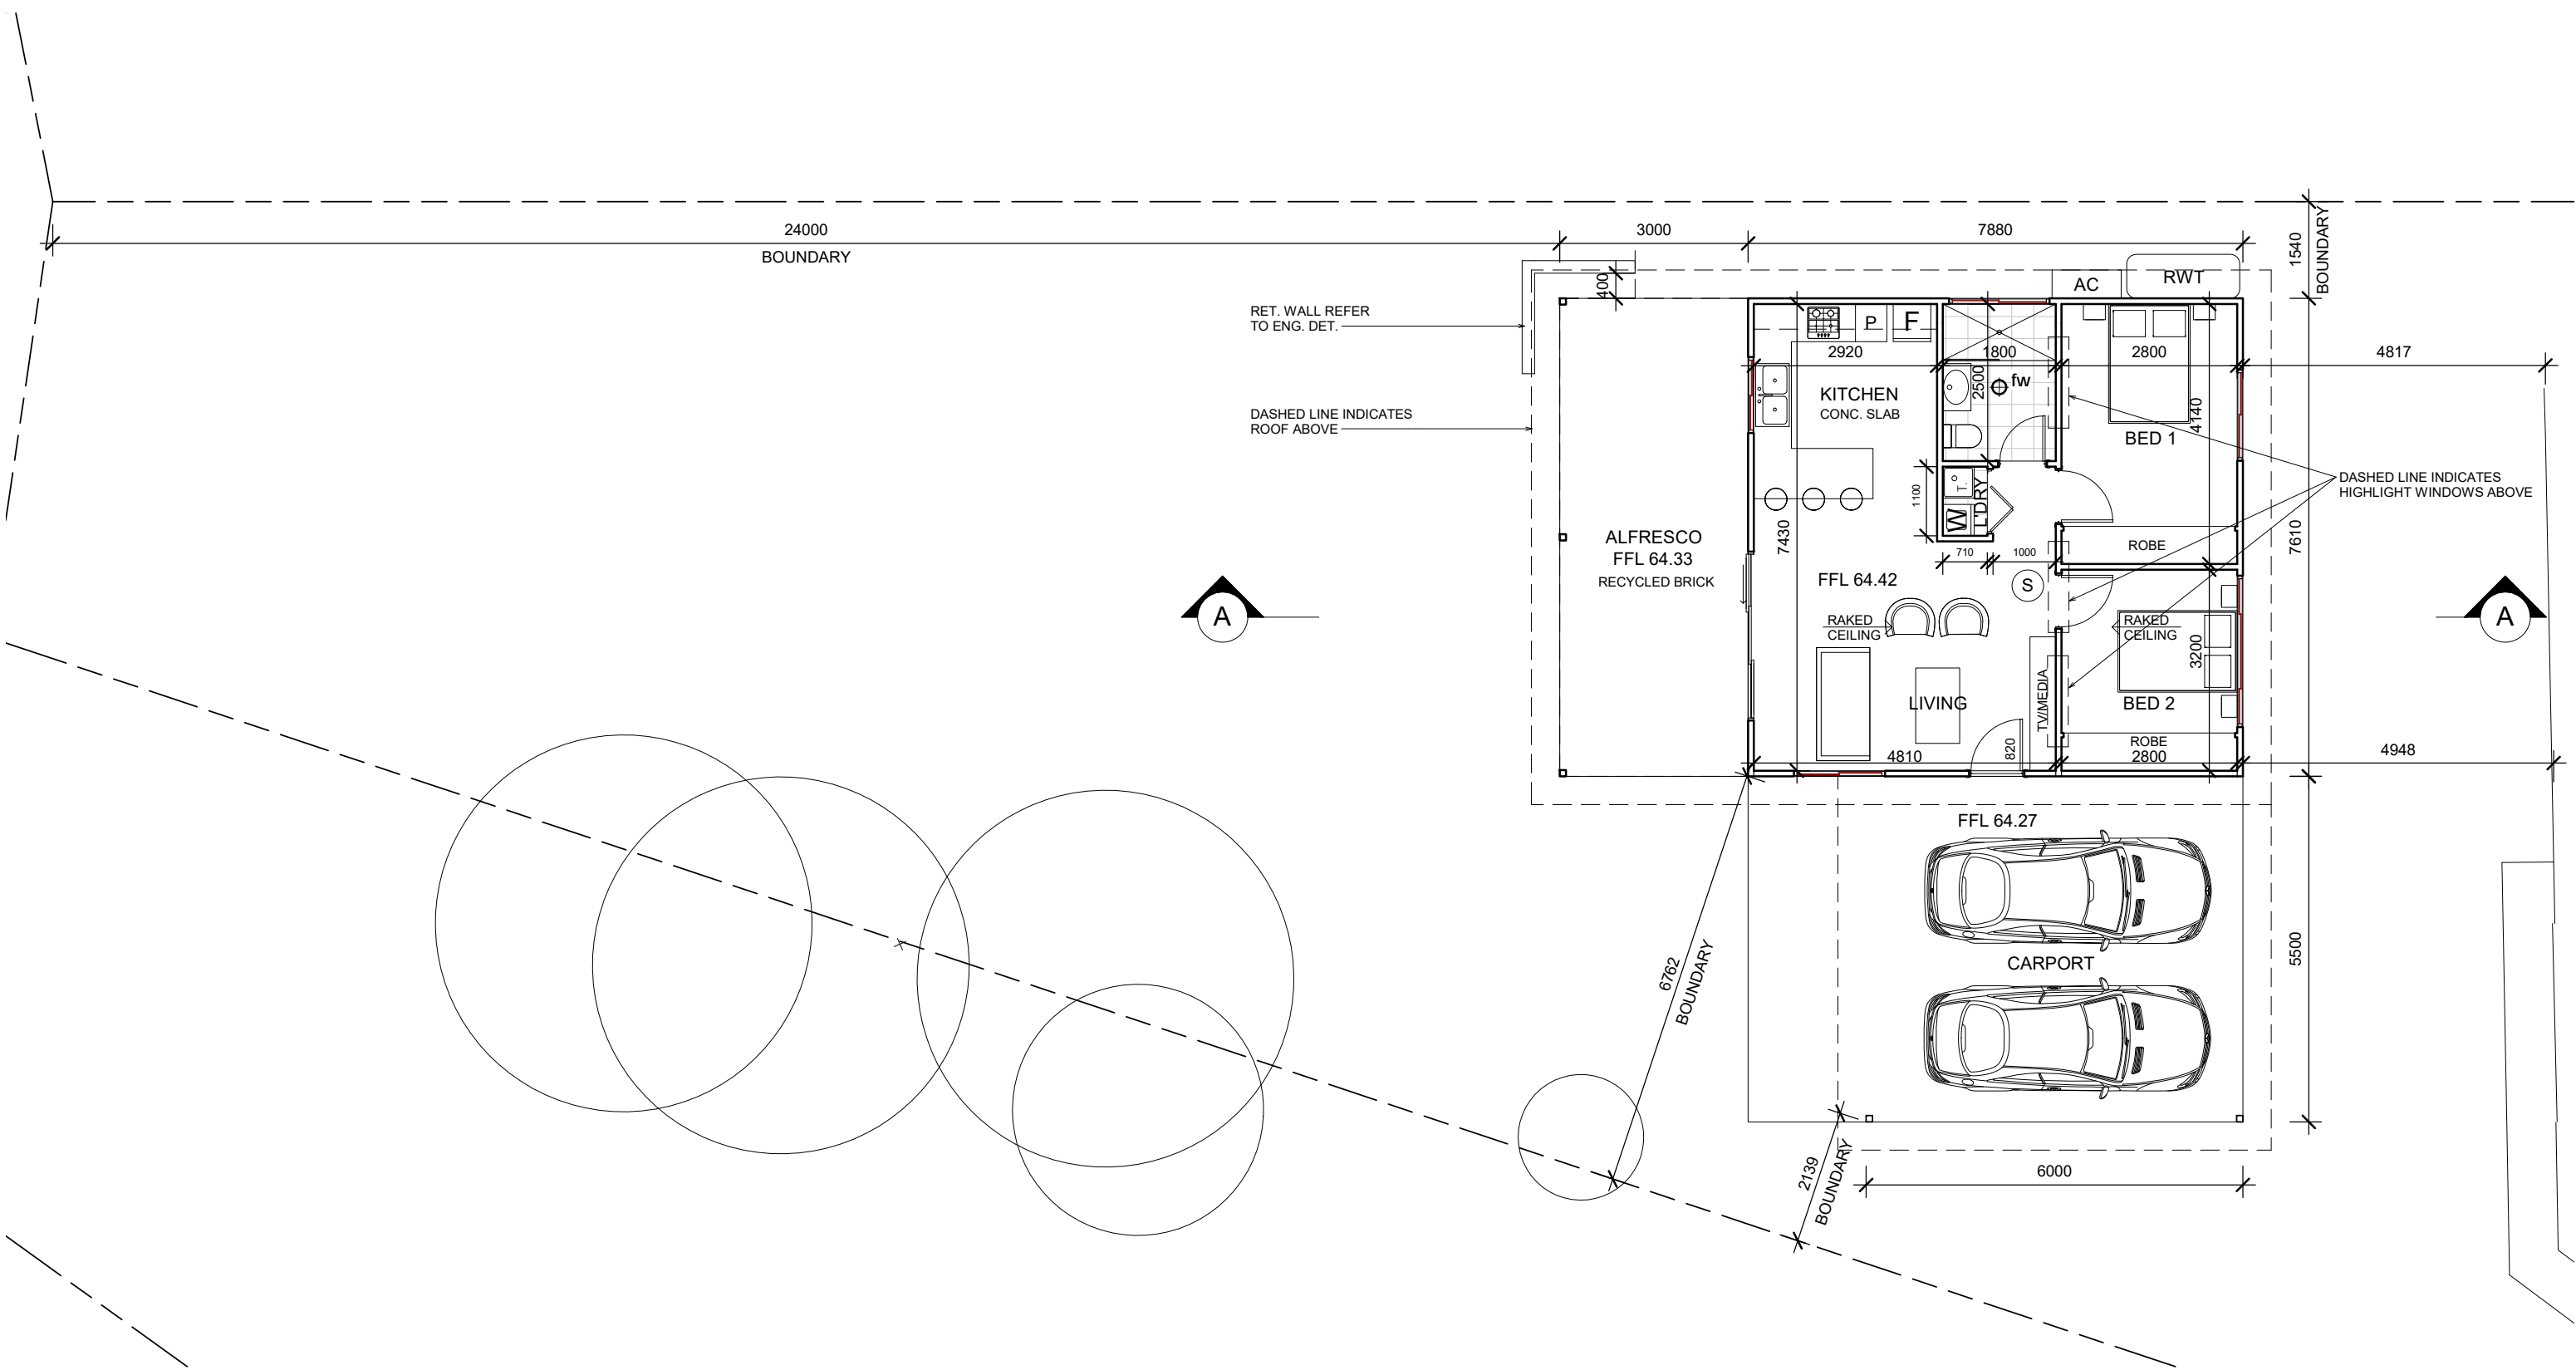 24000
BOUNDARY
3000
7880
1540
BOUNDARY
400
AC
RWT
RET. WALL REFER
TO ENG. DET.
P
F
2920
1800
2800
4817
2500
fw
KITCHEN
CONC. SLAB
DASHED LINE INDICATES
ROOF ABOVE
4140
BED 1
DASHED LINE INDICATES
HIGHLIGHT WINDOWS ABOVE
T.
1100
W
L'DRY
7430
7610
ALFRESCO
FFL 64.33
RECYCLED BRICK
ROBE
710
1000
FFL 64.42
S
A
A
RAKED
CEILING
RAKED
CEILING
3200
TV/MEDIA
LIVING
BED 2
ROBE
820
4810
2800
4948
FFL 64.27
5500
CARPORT
6762
BOUNDARY
2139
BOUNDARY
6000